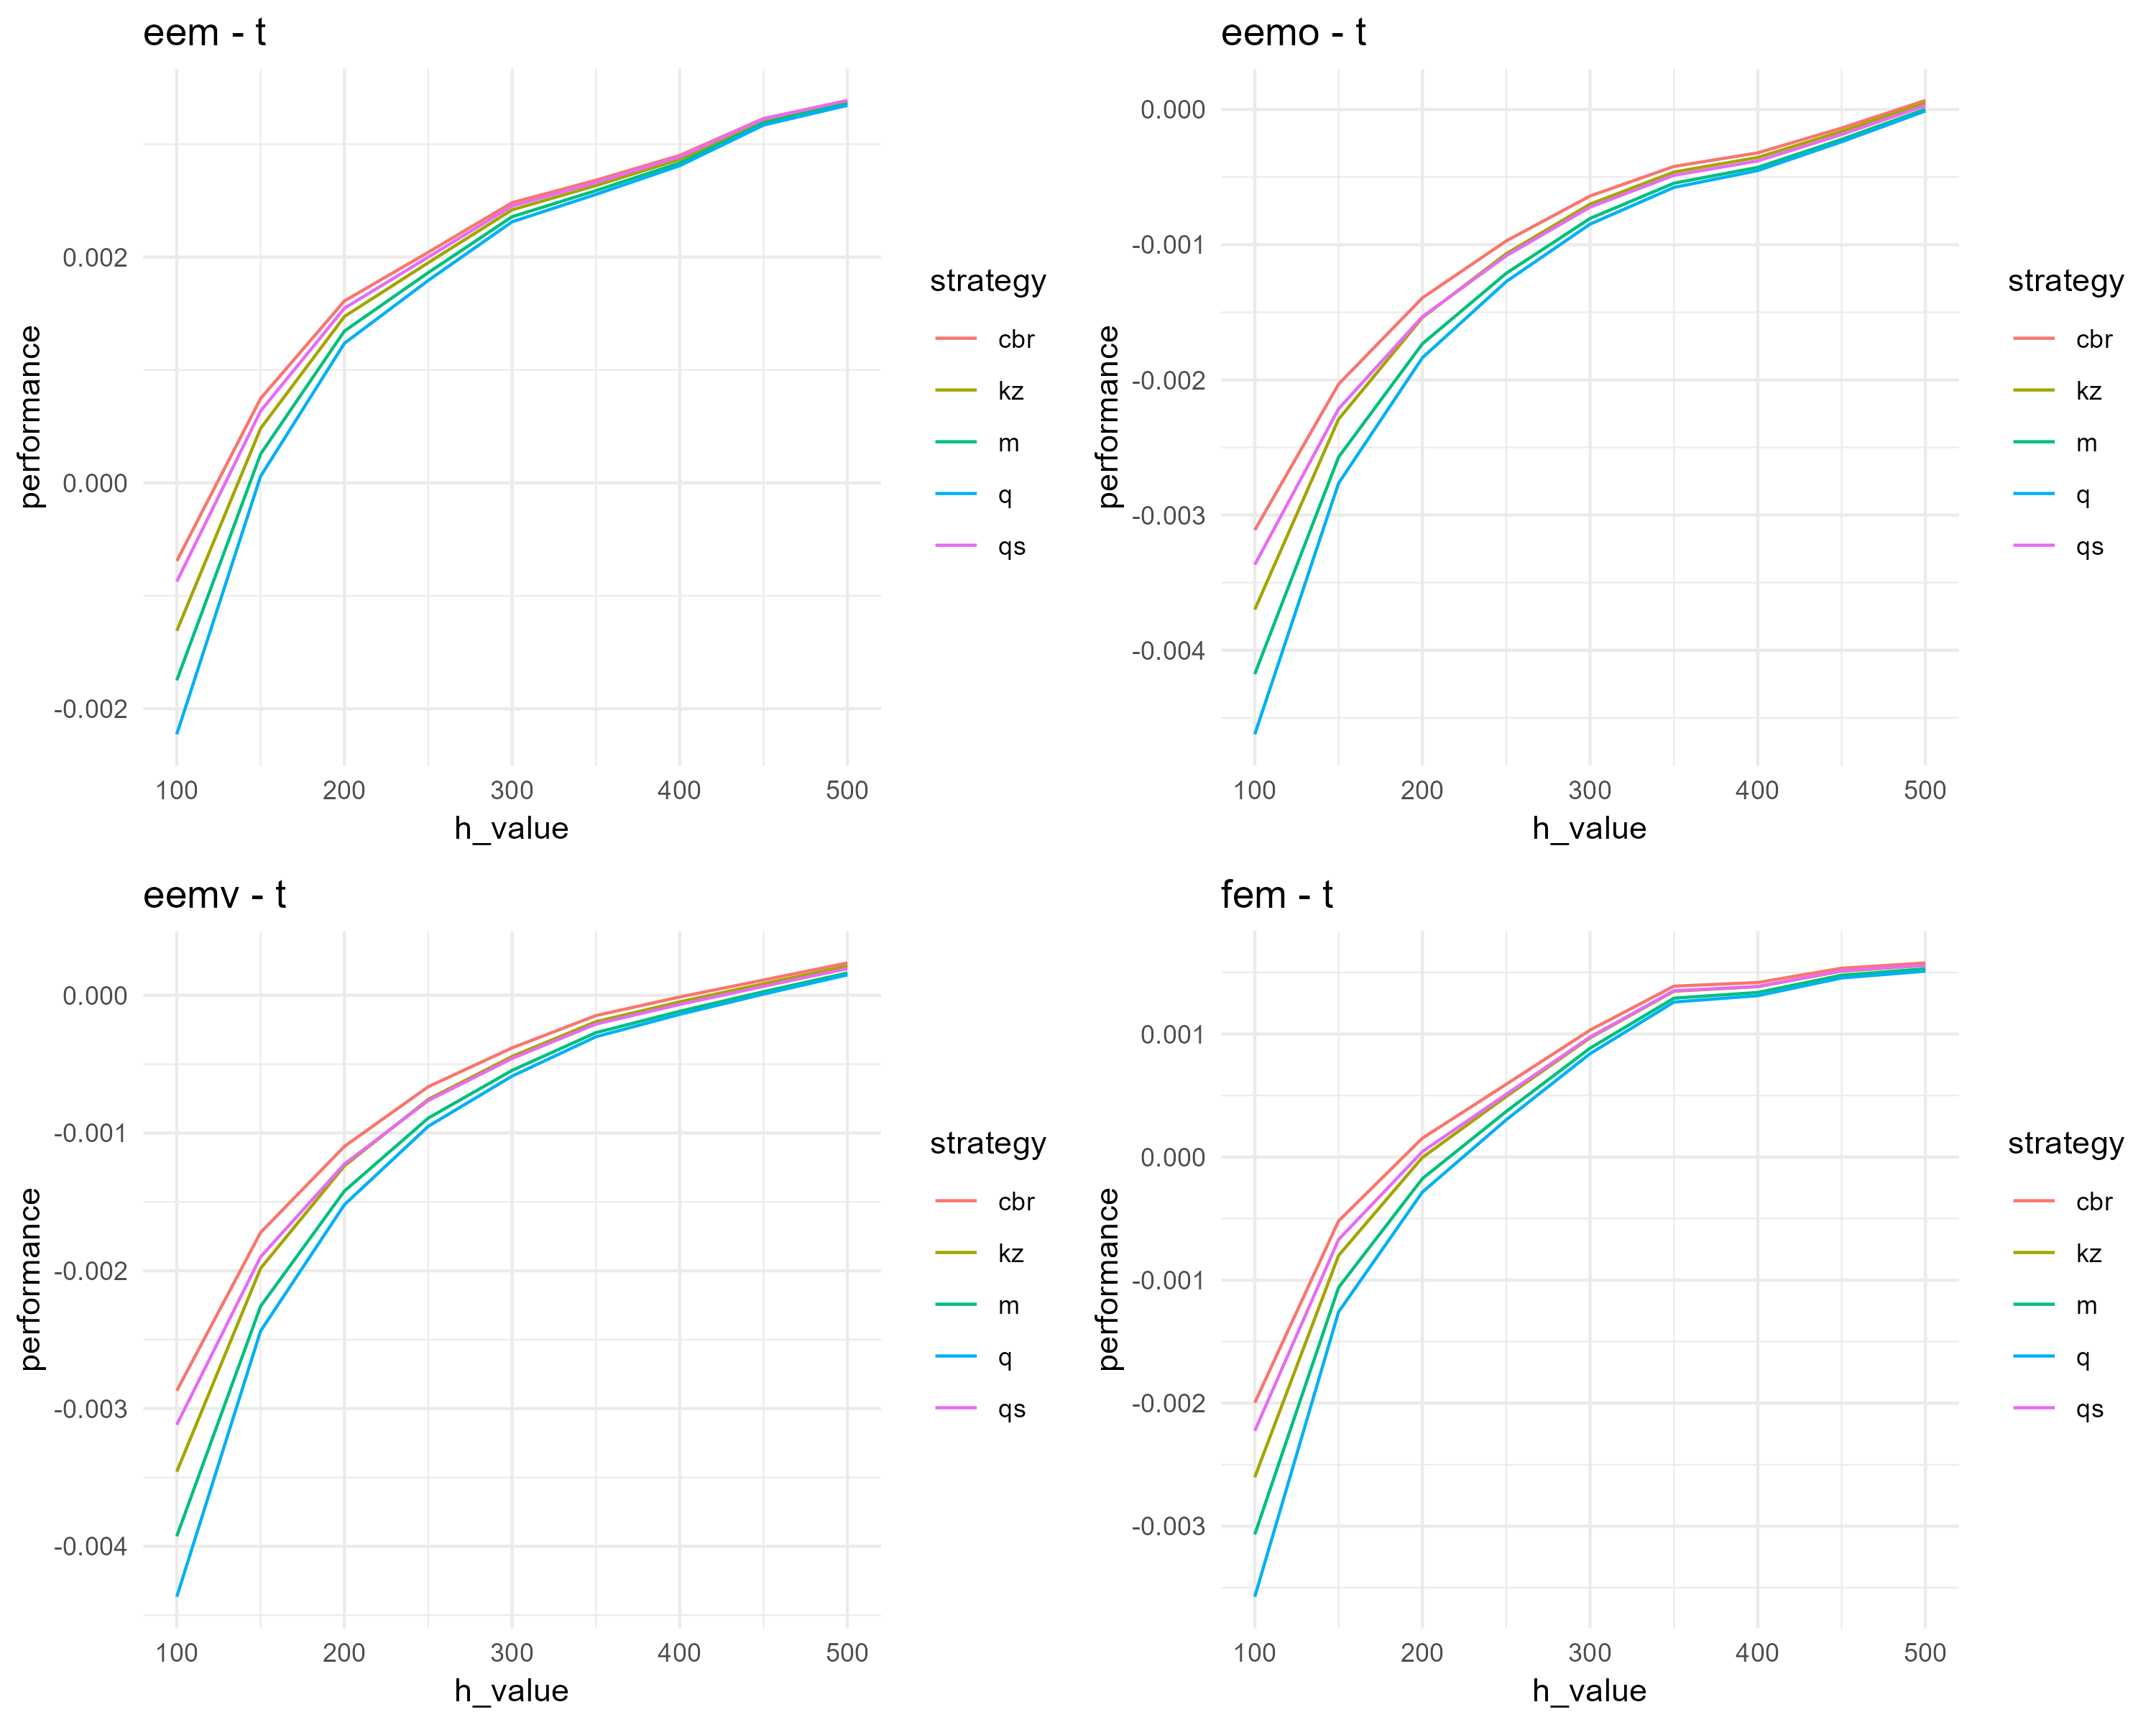 eem - t
performance
0.002
0.000
-0.002
100 200 300 400 500
h_value
strategy
cbr
kz
m
q
qs
eemo - t
performance
0.000
-0.001
-0.002
-0.003
-0.004
100 200 300 400 500
h_value
strategy
cbr
kz
m
q
qs
eemv - t
performance
0.000
-0.001
-0.002
-0.003
-0.004
100 200 300 400 500
h_value
strategy
cbr
kz
m
q
qs
fem - t
performance
0.001
0.000
-0.001
-0.002
-0.003
100 200 300 400 500
h_value
strategy
cbr
kz
m
q
qs